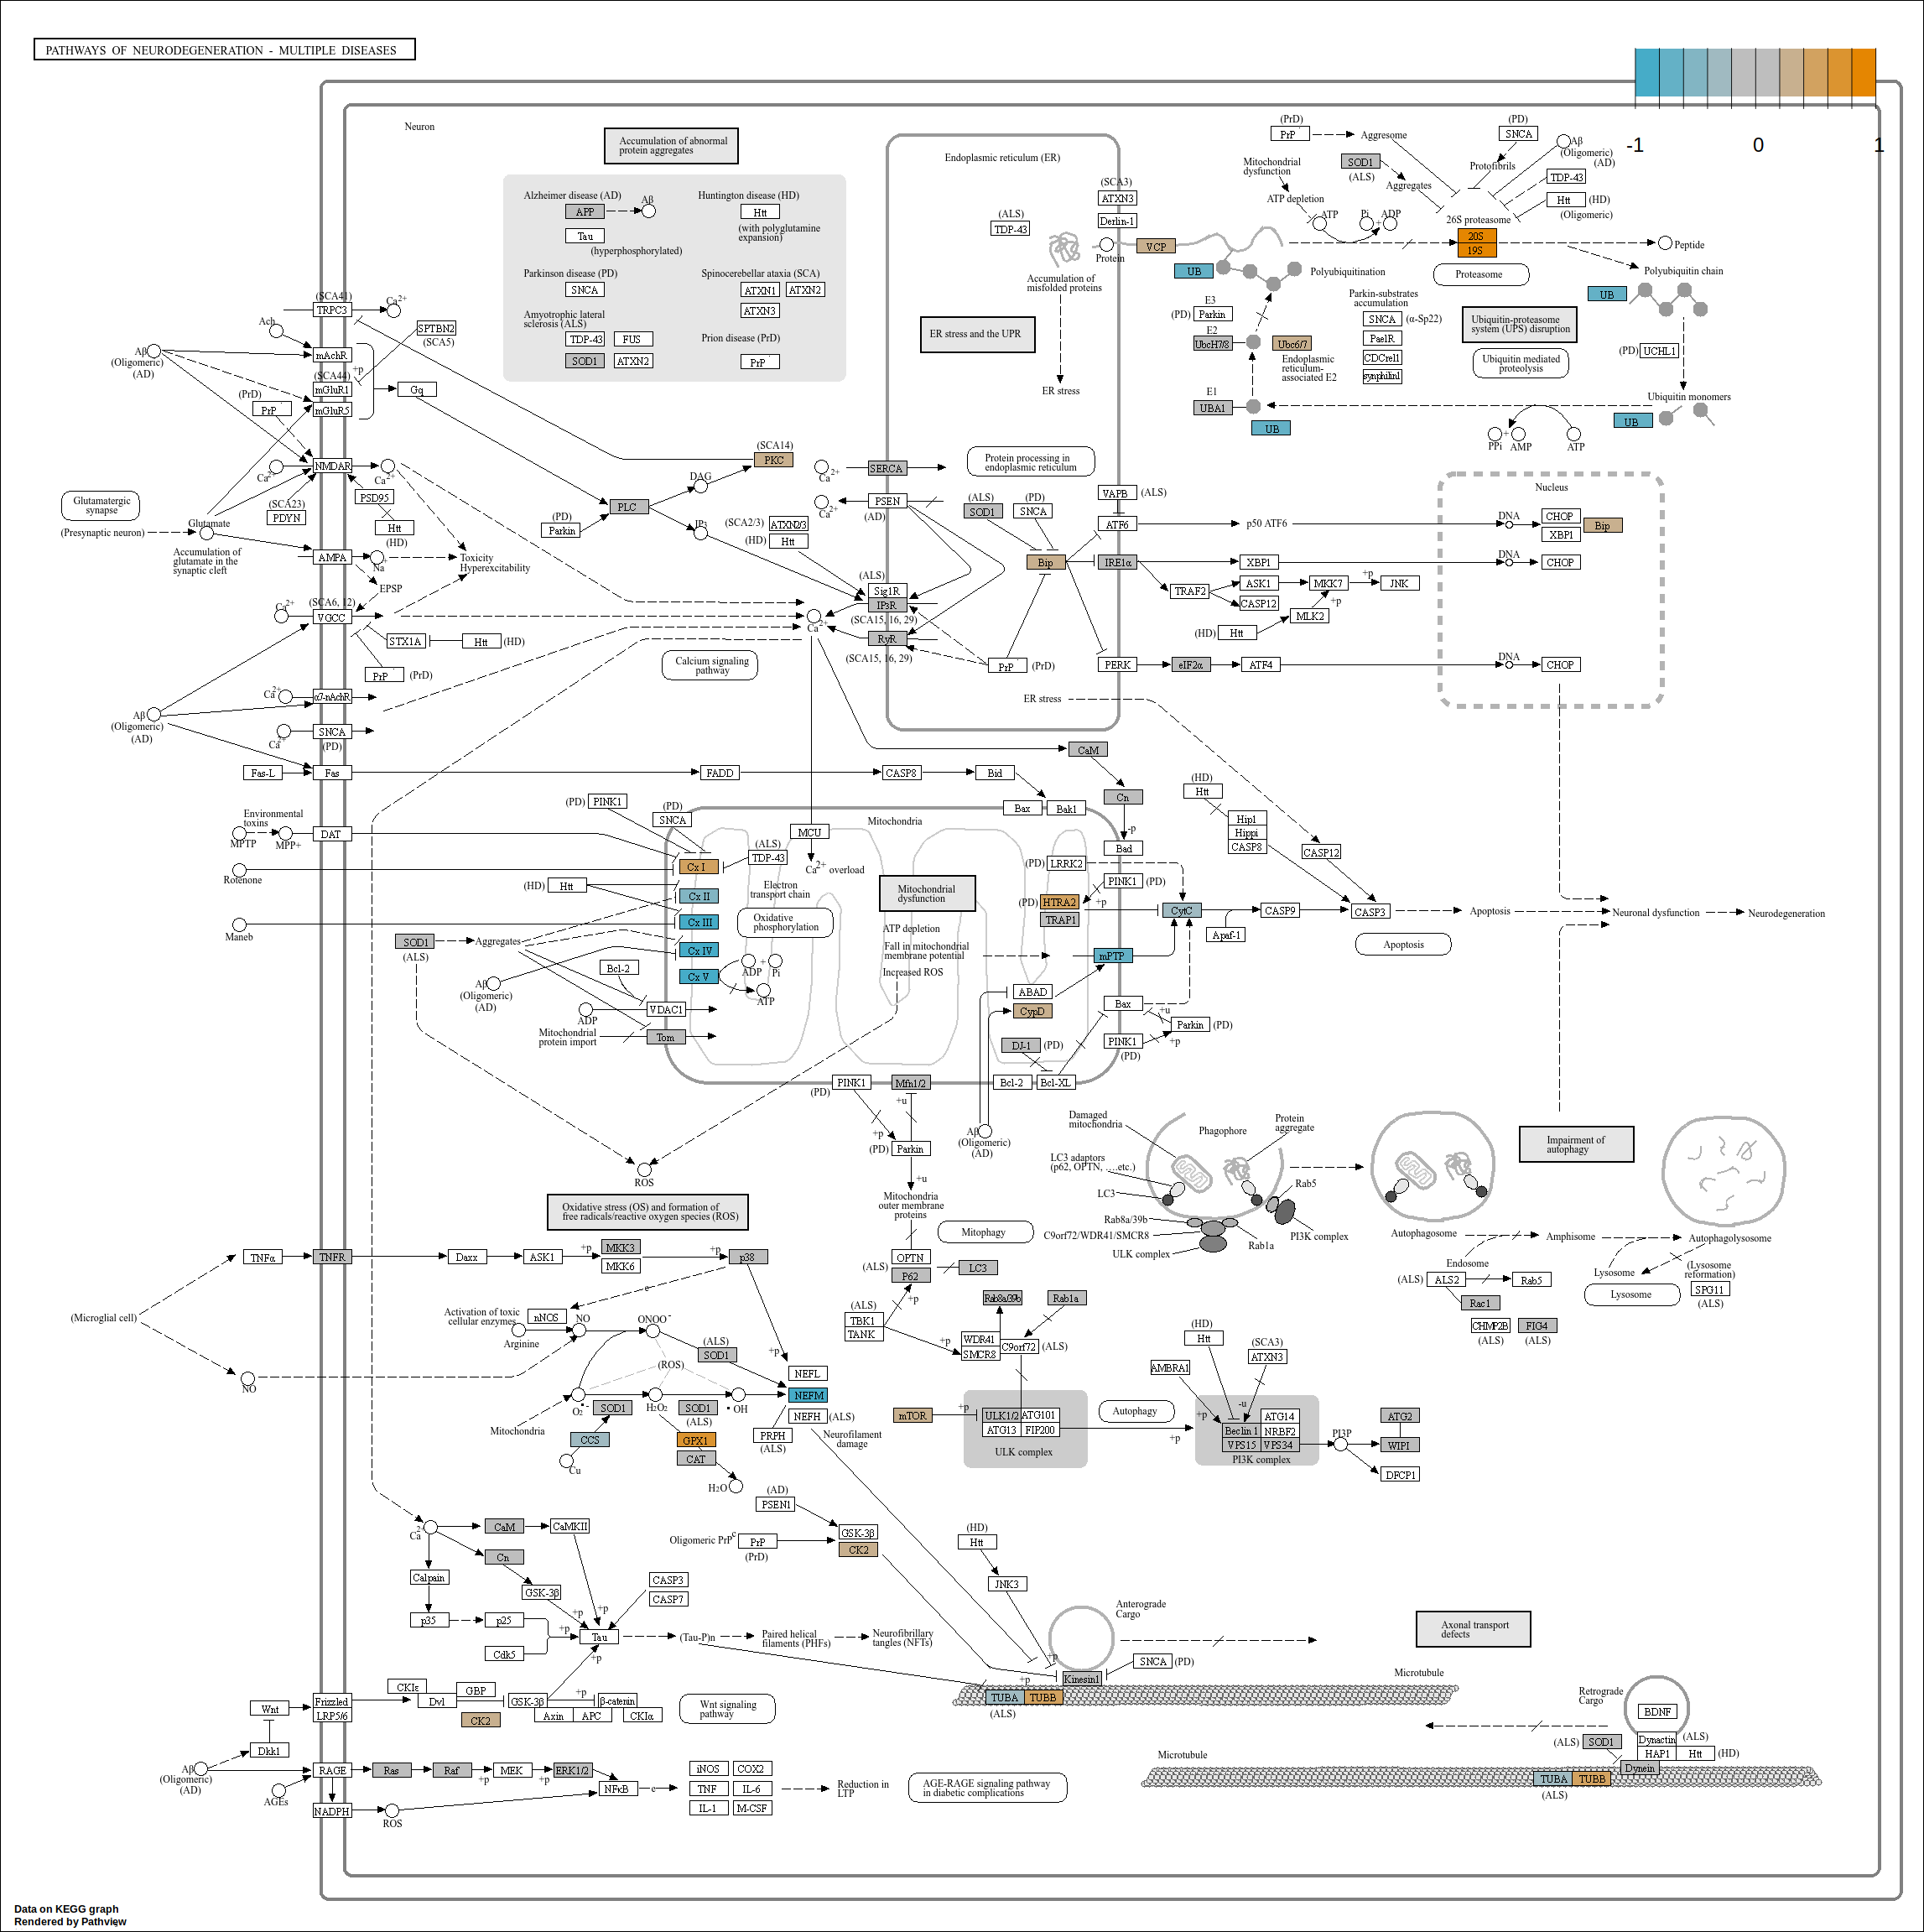 PATHWAYS OF NEURODEGENERATION - MULTIPLE DISEASES
-1
0
1
Neuron
Accumulation of abnormal
protein aggregates
Alzheimer disease (AD)
APP
Aβ
Tau
(hyperphosphorylated)
Huntington disease (HD)
Htt
(with polyglutamine
expansion)
Parkinson disease (PD)
SNCA
Spinocerebellar ataxia (SCA)
ATXN1
ATXN2
ATXN3
Amyotrophic lateral
sclerosis (ALS)
TDP-43
FUS
SOD1
ATXN2
Prion disease (PrD)
PrP
Endoplasmic reticulum (ER)
(ALS)
TDP-43
(SCA3)
ATXN3
Derlin-1
Protein
VCP
Accumulation of
misfolded proteins
ER stress and the UPR
ER stress
Protein processing in
endoplasmic reticulum
(PrD)
PrP
Aggresome
(PD)
SNCA
Protofibrils
Aβ
(Oligomeric)
(AD)
Mitochondrial
dysfunction
SOD1
(ALS)
Aggregates
TDP-43
Htt
(HD)
(Oligomeric)
ATP depletion
ATP
Pi
+
ADP
26S proteasome
20S
19S
Peptide
Proteasome
UB
Polyubiquitination
Polyubiquitin chain
UB
E3
(PD)
Parkin
E2
UbcH7/8
Ubc6/7
Endoplasmic
reticulum-
associated E2
Parkin-substrates
accumulation
SNCA
(α-Sp22)
PaelR
CDCrel1
synphilin1
Ubiquitin-proteasome
system (UPS) disruption
Ubiquitin mediated
proteolysis
(PD)
UCHL1
E1
UBA1
UB
Ubiquitin monomers
UB
PPi
+
AMP
ATP
(SCA41)
TRPC3
Ca2+
Ach
SPTBN2
(SCA5)
Aβ
(Oligomeric)
(AD)
mAchR
+p
(SCA44)
mGluR1
mGluR5
Gq
(PrD)
PrP
NMDAR
Ca2+
Ca2+
PSD95
Htt
(HD)
(SCA23)
PDYN
Glutamatergic
synapse
(Presynaptic neuron)
Glutamate
Accumulation of
glutamate in the
synaptic cleft
AMPA
Na+
EPSP
Toxicity
Hyperexcitability
(SCA6, 12)
Ca2+
VGCC
STX1A
Htt
(HD)
PrP
(PrD)
Ca2+
α7-nAchR
Aβ
(Oligomeric)
(AD)
Ca2+
SNCA
(PD)
(SCA14)
PKC
DAG
PLC
IP3
(PD)
Parkin
(SCA2/3)
ATXN2/3
(HD)
Htt
Ca2+
SERCA
Ca2+
PSEN
(AD)
(ALS)
Sig1R
IP3R
(SCA15, 16, 29)
Ca2+
RyR
(SCA15, 16, 29)
Calcium signaling
pathway
(ALS)
SOD1
(PD)
SNCA
Bip
PrP
(PrD)
VAPB
(ALS)
ATF6
p50 ATF6
IRE1α
XBP1
TRAF2
ASK1
CASP12
MKK7
+p
JNK
+p
MLK2
(HD)
Htt
PERK
eIF2α
ATF4
Nucleus
DNA
CHOP
XBP1
Bip
DNA
CHOP
DNA
CHOP
ER stress
Fas-L
Fas
FADD
CASP8
Bid
CaM
Cn
-p
Bad
Bax
Bak1
(HD)
Htt
Hip1
Hippi
CASP8
CASP12
Environmental
toxins
MPTP
MPP+
DAT
Rotenone
Maneb
(PD)
PINK1
(PD)
SNCA
MCU
Mitochondria
Ca2+ overload
(ALS)
TDP-43
Cx I
Cx II
Cx III
Cx IV
Cx V
(HD)
Htt
Electron
transport chain
Oxidative
phosphorylation
Mitochondrial
dysfunction
ATP depletion
Fall in mitochondrial
membrane potential
Increased ROS
SOD1
(ALS)
Aggregates
Aβ
(Oligomeric)
(AD)
Bcl-2
ADP
+
Pi
ATP
ADP
VDAC1
Mitochondrial
protein import
Tom
(PD)
LRRK2
PINK1
(PD)
(PD)
HTRA2
+p
TRAP1
CytC
mPTP
ABAD
CypD
Bax
+u
Parkin
(PD)
+p
PINK1
(PD)
DJ-1
(PD)
Bcl-2
Bcl-XL
CASP9
Apaf-1
CASP3
Apoptosis
Apoptosis
Neuronal dysfunction
Neurodegeneration
PINK1
(PD)
Mfn1/2
+u
+p
(PD)
Parkin
+u
Aβ
(Oligomeric)
(AD)
Mitochondria
outer membrane
proteins
Mitophagy
OPTN
(ALS)
P62
LC3
+p
(ALS)
TBK1
TANK
+p
Rab8a/39b
Rab1a
WDR41
SMCR8
C9orf72
(ALS)
Damaged
mitochondria
Phagophore
Protein
aggregate
LC3 adaptors
(p62, OPTN, ....etc.)
LC3
Rab5
Rab8a/39b
C9orf72/WDR41/SMCR8
ULK complex
Rab1a
PI3K complex
Impairment of
autophagy
Autophagosome
Amphisome
Autophagolysosome
Endosome
(ALS)
ALS2
Rab5
Rac1
CHMP2B
(ALS)
FIG4
(ALS)
Lysosome
(Lysosome
reformation)
SPG11
(ALS)
Lysosome
ROS
Oxidative stress (OS) and formation of
free radicals/reactive oxygen species (ROS)
TNFα
TNFR
Daxx
ASK1
+p
MKK3
MKK6
+p
p38
(Microglial cell)
NO
Activation of toxic
cellular enzymes
nNOS
e
NO
Arginine
ONOO-
(ROS)
(ALS)
SOD1
+p
NEFL
NEFM
NEFH
(ALS)
PRPH
(ALS)
Neurofilament
damage
O2•-
H2O2
•OH
Mitochondria
SOD1
SOD1
(ALS)
CCS
Cu
GPX1
CAT
H2O
mTOR
+p
ULK1/2
ATG101
ATG13
FIP200
ULK complex
Autophagy
+p
(HD)
Htt
(SCA3)
ATXN3
AMBRA1
+p
-u
Beclin 1
ATG14
NRBF2
VPS15
VPS34
PI3K complex
PI3P
ATG2
WIPI
DFCP1
Ca2+
CaM
CaMKII
Cn
Calpain
GSK-3β
p35
p25
Cdk5
+p
+p
+p
+p
Tau
CASP3
CASP7
(Tau-P)n
Paired helical
filaments (PHFs)
Neurofibrillary
tangles (NFTs)
(AD)
PSEN1
Oligomeric PrPc
PrP
(PrD)
GSK-3β
CK2
(HD)
Htt
JNK3
+p
+p
Anterograde
Cargo
Kinesin1
SNCA
(PD)
TUBA
TUBB
(ALS)
Microtubule
Axonal transport
defects
Retrograde
Cargo
BDNF
Dynactin
(ALS)
HAP1
Htt
(HD)
(ALS)
SOD1
Dynein
Microtubule
TUBA
TUBB
(ALS)
Wnt
Frizzled
LRP5/6
CKIε
Dvl
GBP
CK2
GSK-3β
+p
β-catenin
Axin
APC
CKIα
Wnt signaling
pathway
Dkk1
Aβ
(Oligomeric)
(AD)
AGEs
RAGE
Ras
Raf
+p
MEK
+p
ERK1/2
NFκB
e
NADPH
ROS
iNOS
COX2
TNF
IL-6
IL-1
M-CSF
Reduction in
LTP
AGE-RAGE signaling pathway
in diabetic complications
Data on KEGG graph
Rendered by Pathview